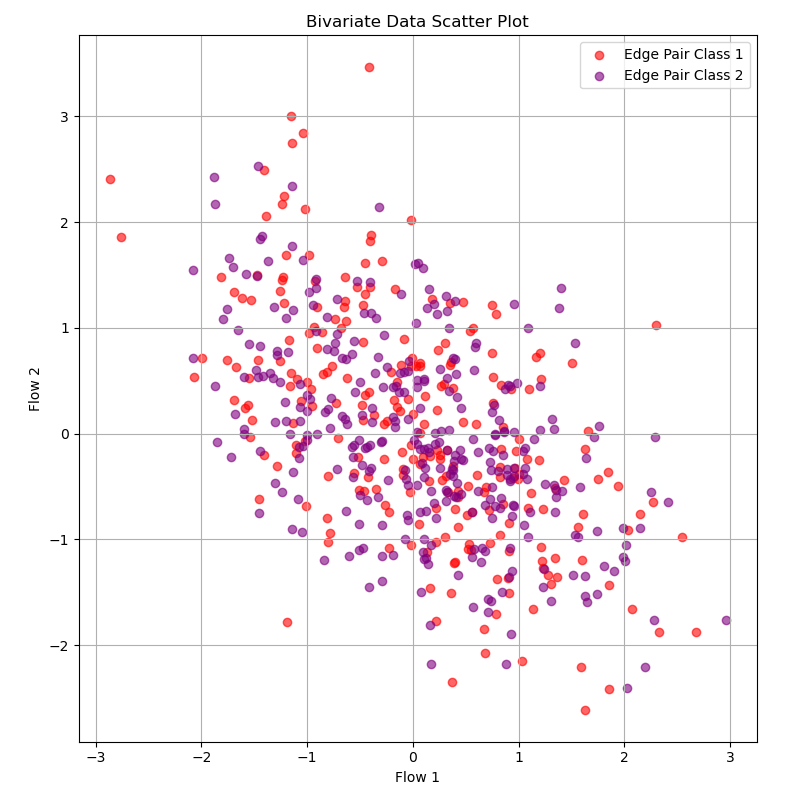 Bivariate Data Scatter Plot
Edge Pair Class 1
Edge Pair Class 2
3
2
1
0
−1
−2
Flow 2
−3
−2
−1
0
1
2
3
Flow 1